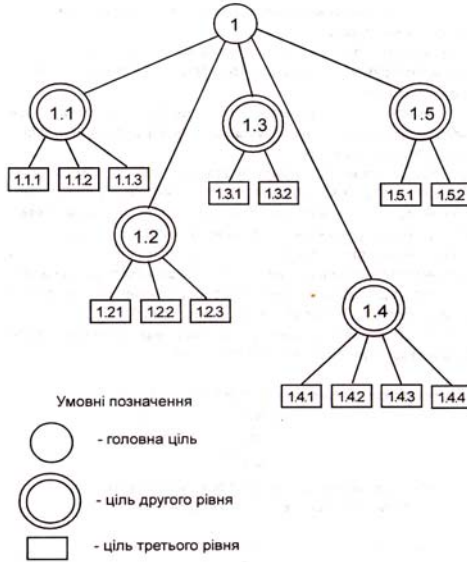 1
1.1
1.3
1.5
1.1.1 1.1.2 1.1.3
1.3.1 1.3.2
1.5.1 1.5.2
1.2
1.21 1.2.2 1.2.3
1.4
1.4.1 1.4.2 1.4.3 1.4.4
Умовні позначення
- головна ціль
- ціль другого рівня
- ціль третього рівня